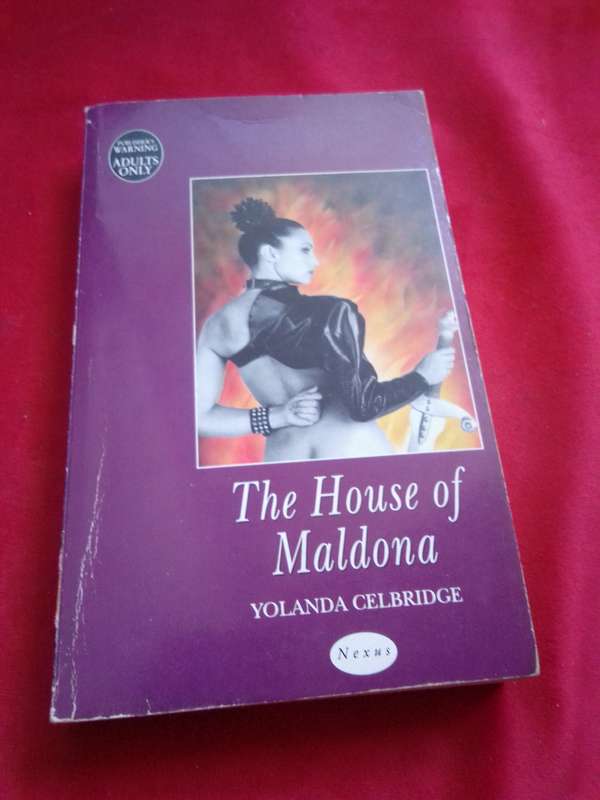 PUBLISHER'S
WARNING
ADULTS
ONLY
The House of
Maldona
YOLANDA CELBRIDGE
Nexus